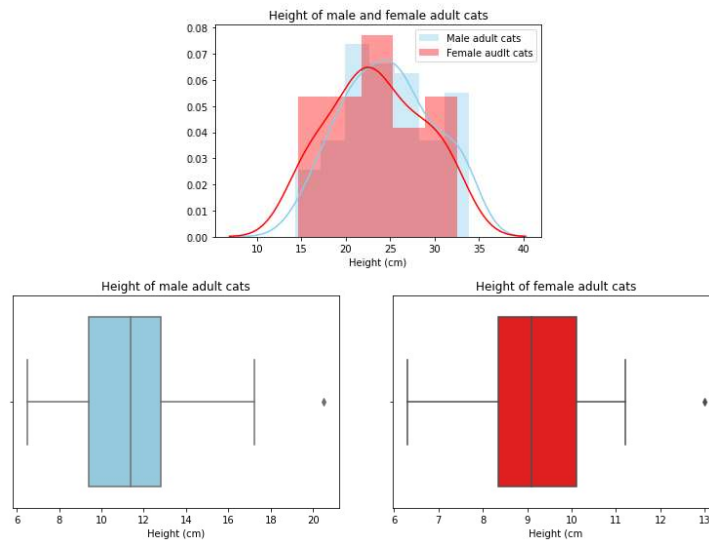 Height of male and female adult cats
0.08
0.07
0.06
0.05
0.04
0.03
0.02
0.01
0.00
Male adult cats
Female audlt cats
10 15 20 25 30 35 40
Height (cm)
Height of male adult cats
6 8 10 12 14 16 18 20
Height (cm)
Height of female adult cats
6 7 8 9 10 11 12 13
Height (cm